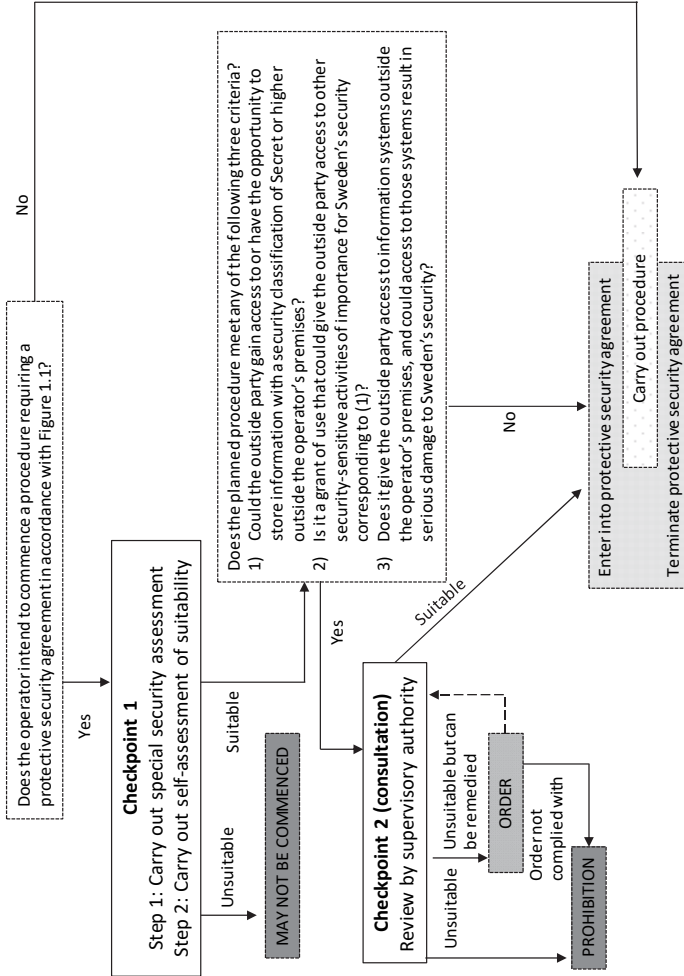 Does the operator intend to commence a procedure requiring a
protective security agreement in accordance with Figure 1.1?
No
Yes
Checkpoint 1
Step 1: Carry out special security assessment
Step 2: Carry out self-assessment of suitability
Unsuitable
Suitable
MAY NOT BE COMMENCED
Does the planned procedure meet any of the following three criteria?
1) Could the outside party gain access to or have the opportunity to
store information with a security classification of Secret or higher
outside the operator's premises?
2) Is it a grant of use that could give the outside party access to other
security-sensitive activities of importance for Sweden's security
corresponding to (1)?
3) Does it give the outside party access to information systems outside
the operator's premises, and could access to those systems result in
serious damage to Sweden's security?
Yes
No
Checkpoint 2 (consultation)
Review by supervisory authority
Suitable
Unsuitable
Unsuitable but can
be remedied
ORDER
Order not
complied with
PROHIBITION
Enter into protective security agreement
Carry out procedure
Terminate protective security agreement